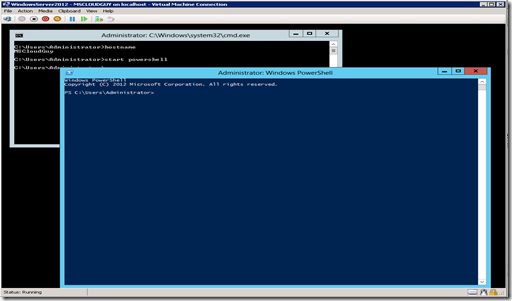 WindowsServer2012 - MSCLOUDGUY on localhost - Virtual Machine Connection
File Action Media Clipboard View Help
Administrator: C:\Windows\system32\cmd.exe
C:\Users\Administrator>hostname
MSCloudGuy
C:\Users\Administrator>start powershell
Administrator: Windows PowerShell
Windows PowerShell
Copyright (C) 2012 Microsoft Corporation. All rights reserved.
PS C:\Users\Administrator>
Status: Running